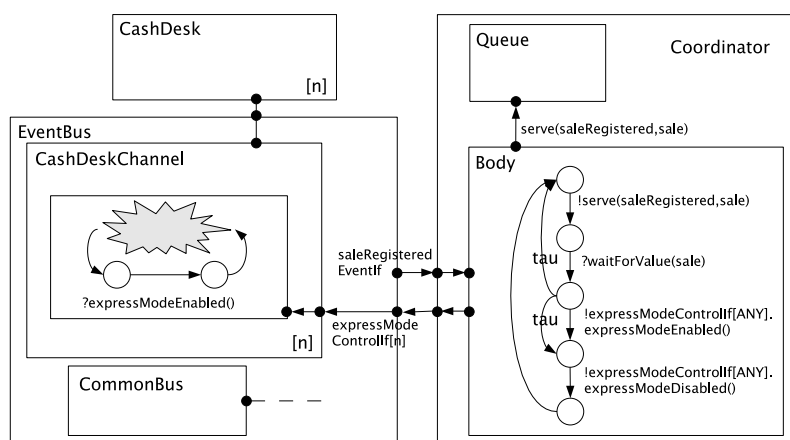 CashDesk
[n]
EventBus
CashDeskChannel
?expressModeEnabled()
[n]
CommonBus
saleRegistered
EventIf
expressMode
ControlIf[n]
Queue
Coordinator
serve(saleRegistered,sale)
Body
!serve(saleRegistered,sale)
tau
?waitForValue(sale)
tau
!expressModeControlIf[ANY].
expressModeEnabled()
!expressModeControlIf[ANY].
expressModeDisabled()